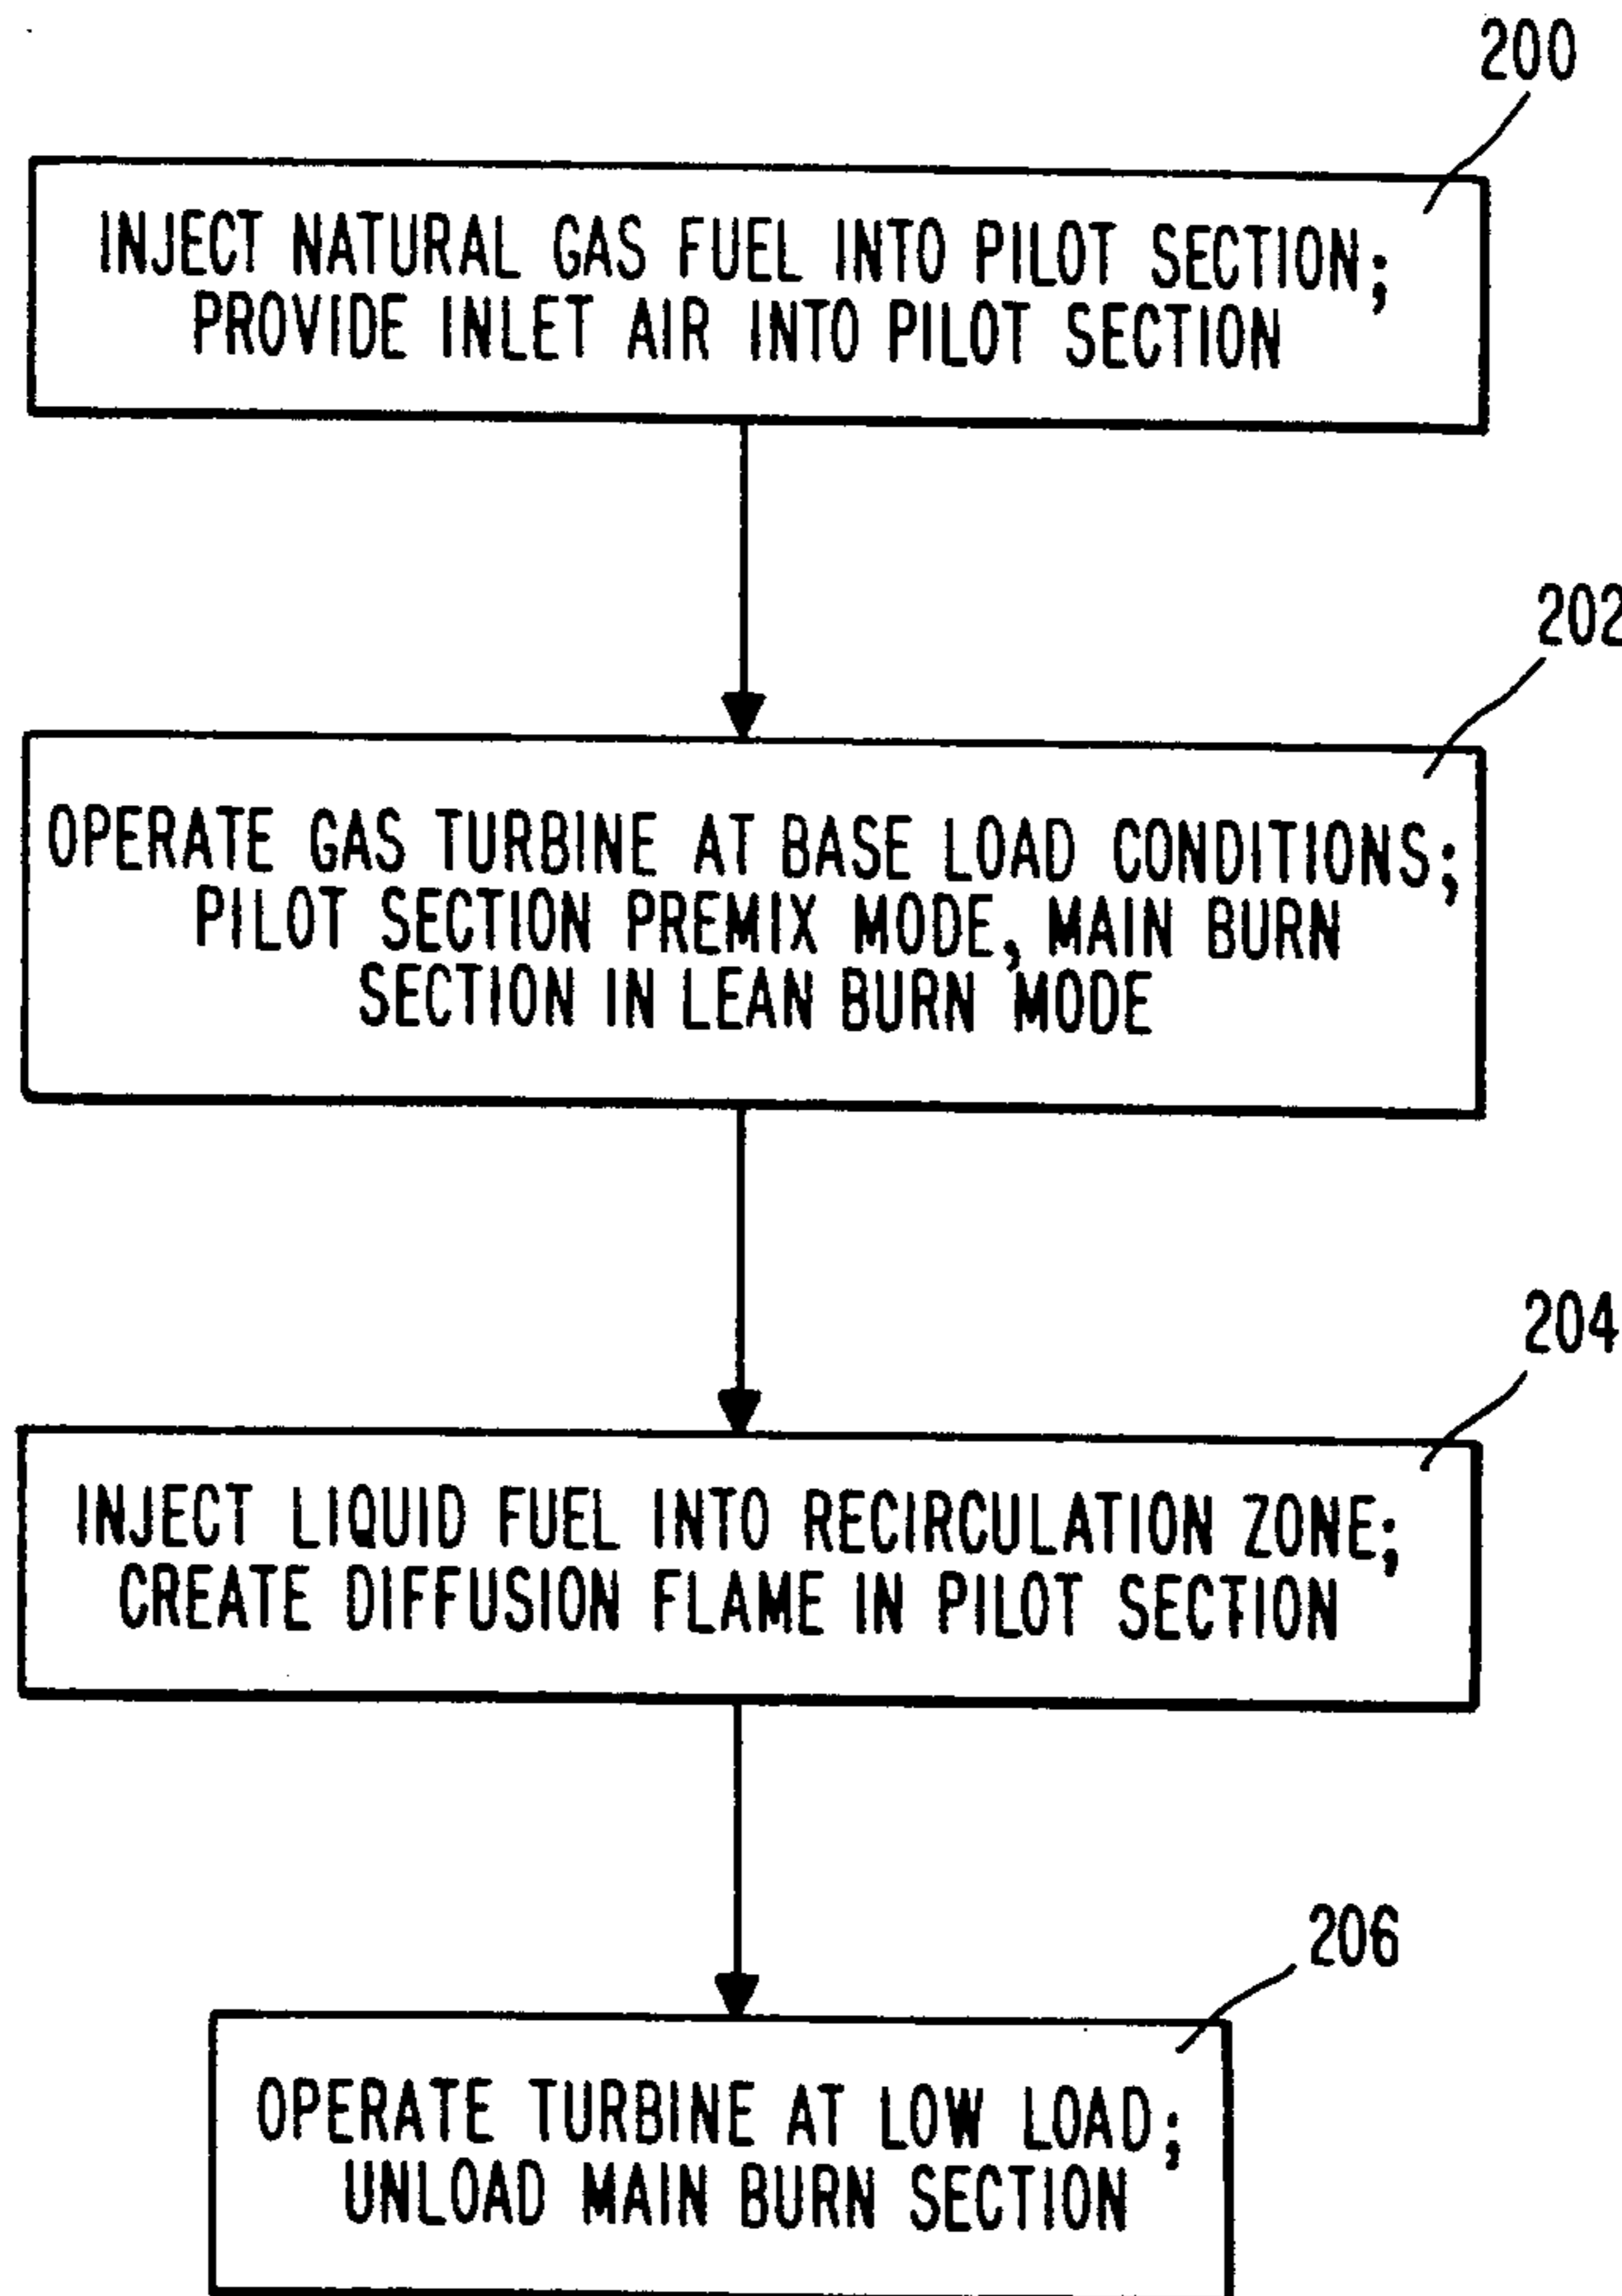 200
INJECT NATURAL GAS FUEL INTO PILOT SECTION;
PROVIDE INLET AIR INTO PILOT SECTION
202
OPERATE GAS TURBINE AT BASE LOAD CONDITIONS;
PILOT SECTION PREMIX MODE, MAIN BURN
SECTION IN LEAN BURN MODE
204
INJECT LIQUID FUEL INTO RECIRCULATION ZONE;
CREATE DIFFUSION FLAME IN PILOT SECTION
206
OPERATE TURBINE AT LOW LOAD;
UNLOAD MAIN BURN SECTION